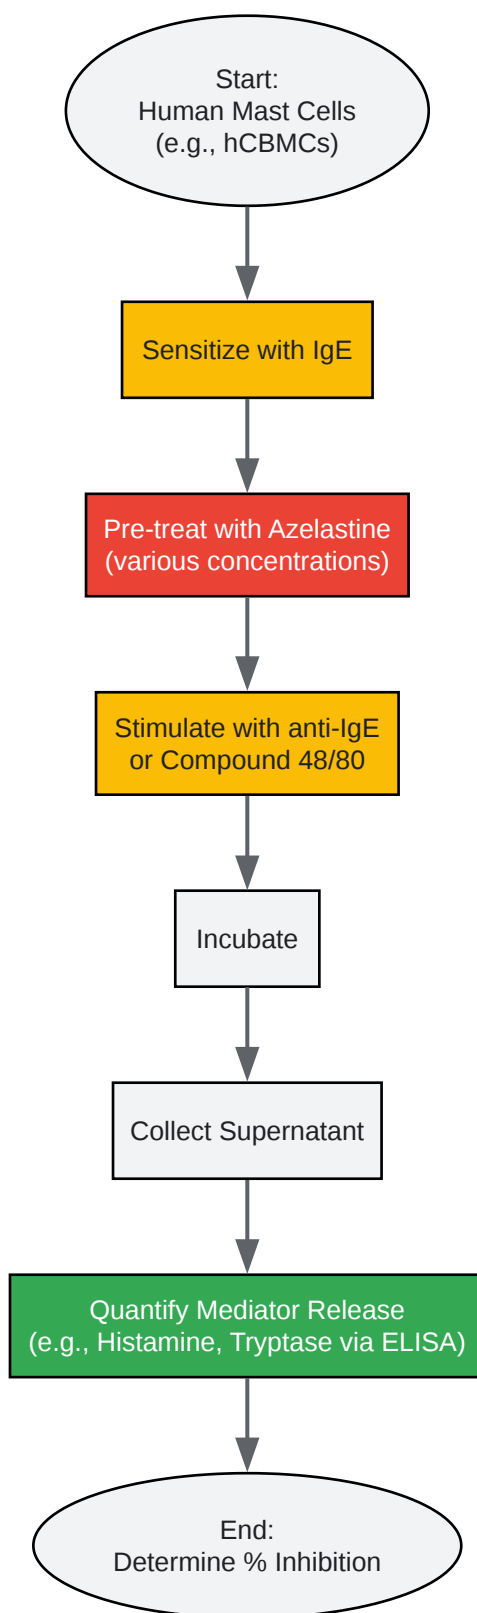 Start:
Human Mast Cells
(e.g., hCBMCs)
Sensitize with IgE
Pre-treat with Azelastine
(various concentrations)
Stimulate with anti-IgE
or Compound 48/80
Incubate
Collect Supernatant
Quantify Mediator Release
(e.g., Histamine, Tryptase via ELISA)
End:
Determine % Inhibition